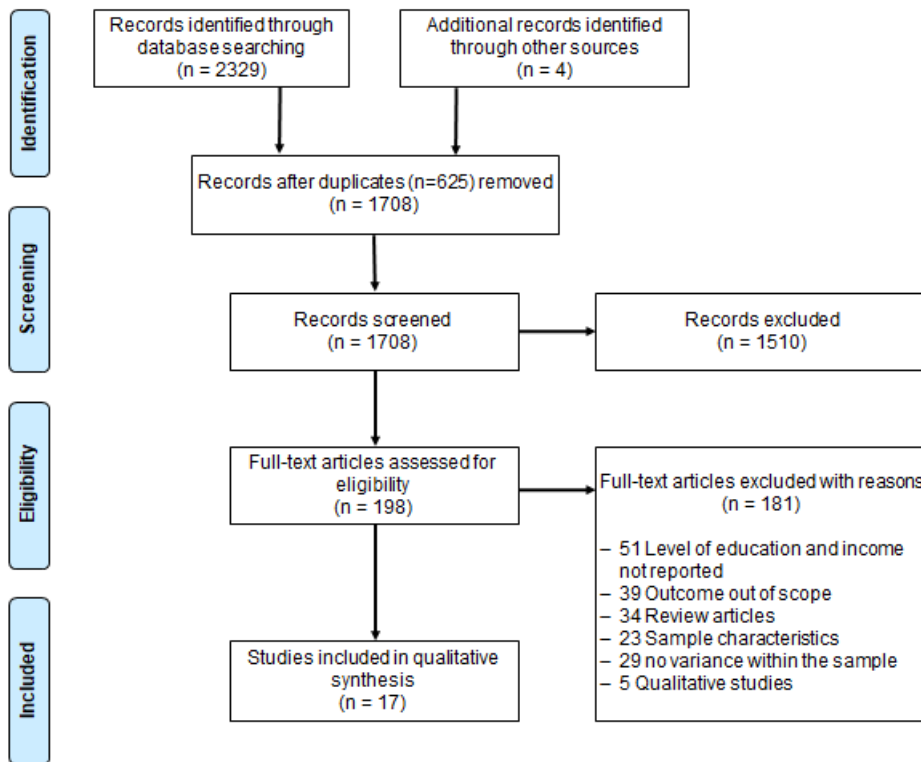 Identification
Records identified through
database searching
(n = 2329)
Additional records identified
through other sources
(n = 4)
Records after duplicates (n=625) removed
(n = 1708)
Screening
Records screened
(n = 1708)
Records excluded
(n = 1510)
Eligibility
Full-text articles assessed for
eligibility
(n = 198)
Full-text articles excluded with reasons
(n = 181)
– 51 Level of education and income
not reported
– 39 Outcome out of scope
– 34 Review articles
– 23 Sample characteristics
– 29 no variance within the sample
– 5 Qualitative studies
Included
Studies included in qualitative
synthesis
(n = 17)